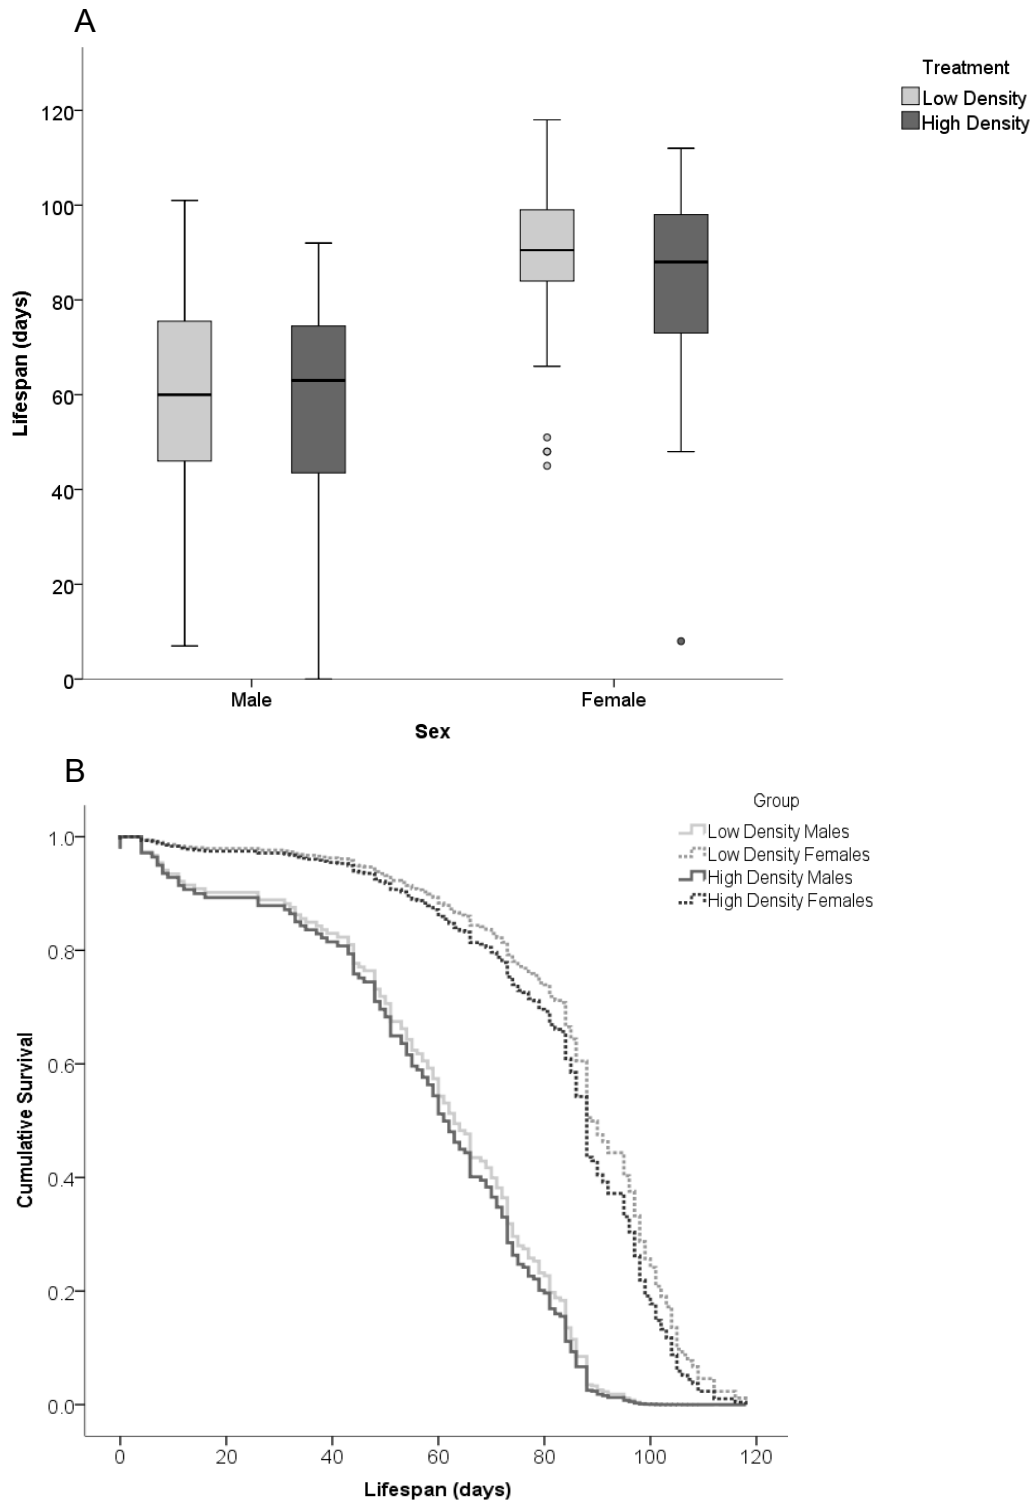 A
Treatment
Low Density
High Density
120
100
80
60
40
20
0
Lifespan (days)
Male
Female
Sex
B
Group
Low Density Males
Low Density Females
High Density Males
High Density Females
1.0
0.8
0.6
0.4
0.2
0.0
Cumulative Survival
0 20 40 60 80 100 120
Lifespan (days)